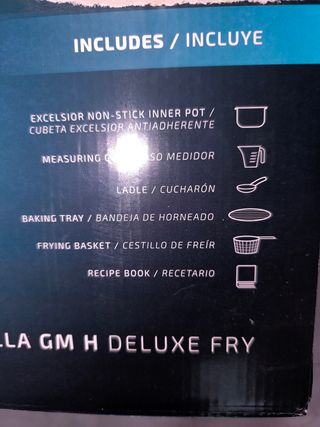 INCLUDES / INCLUYE
EXCELSIOR NON-STICK INNER POT /
CUBETA EXCELSIOR ANTIADHERENTE
MEASURING MEDIDOR
LADLE / CUCHARÓN
BAKING TRAY / BANDEJA DE HORNEADO
FRYING BASKET / CESTILLO DE FREÍR
RECIPE BOOK / RECETARIO
GM H DELUXE FRY